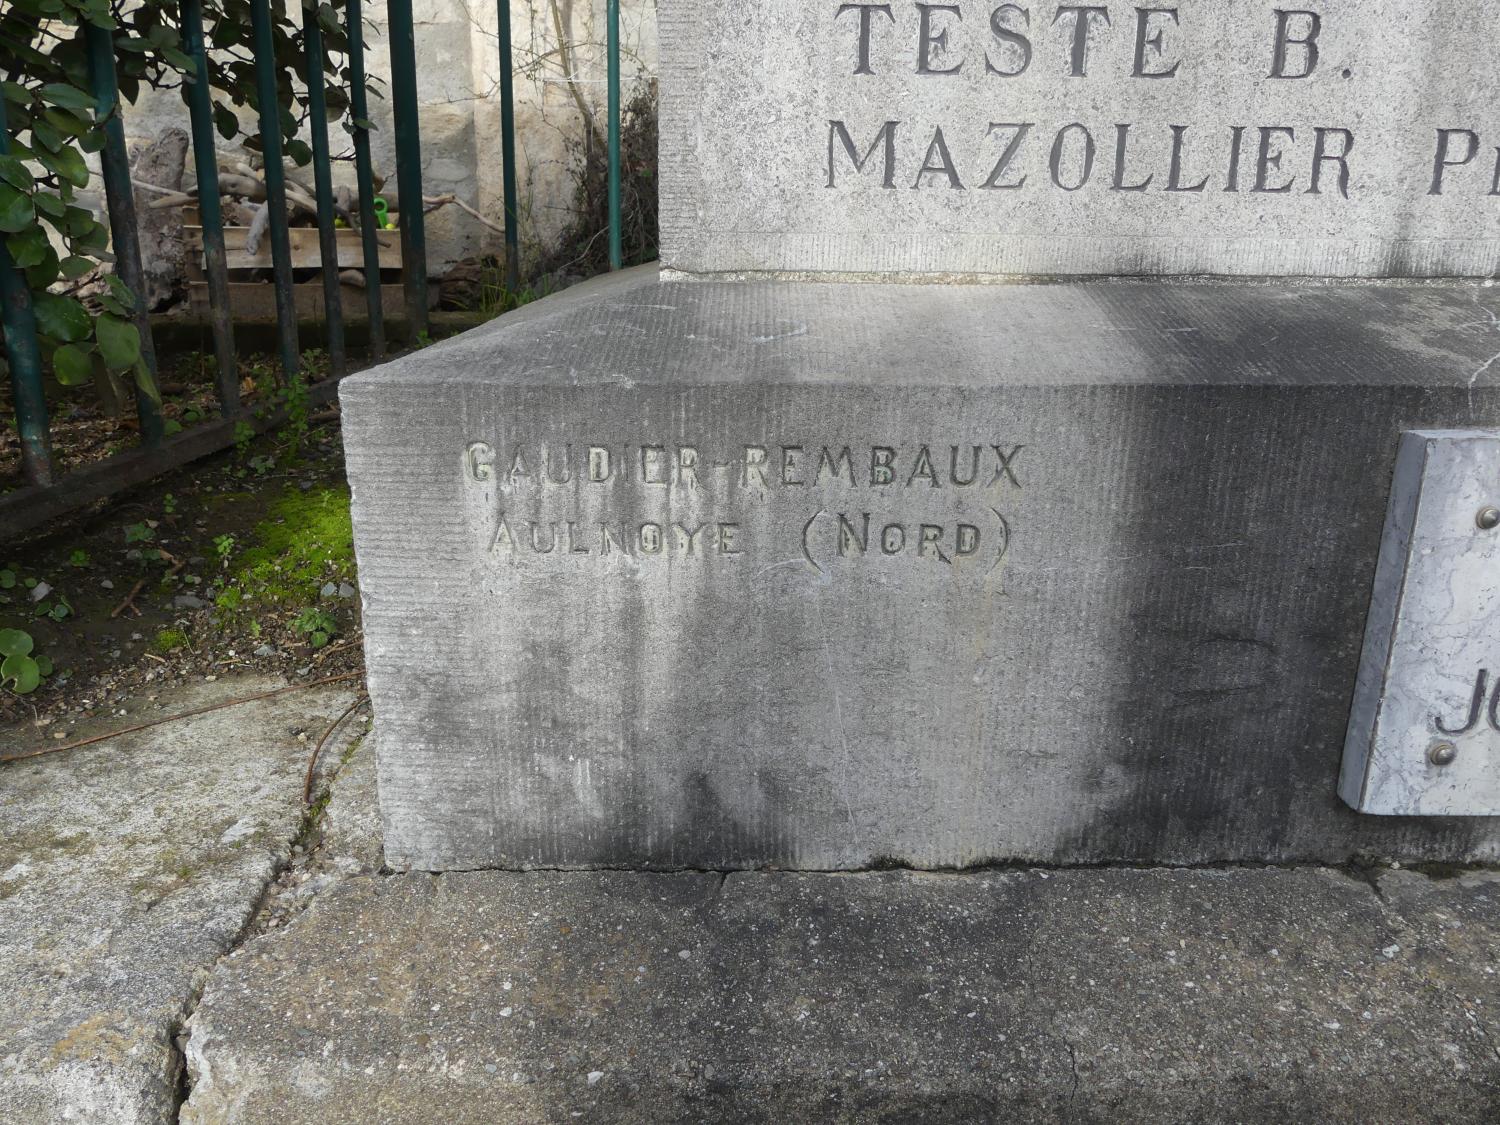 TESTE B.
MAZOLLIER
GAUDIER-REMBAUX
AULNOYE (NORD)